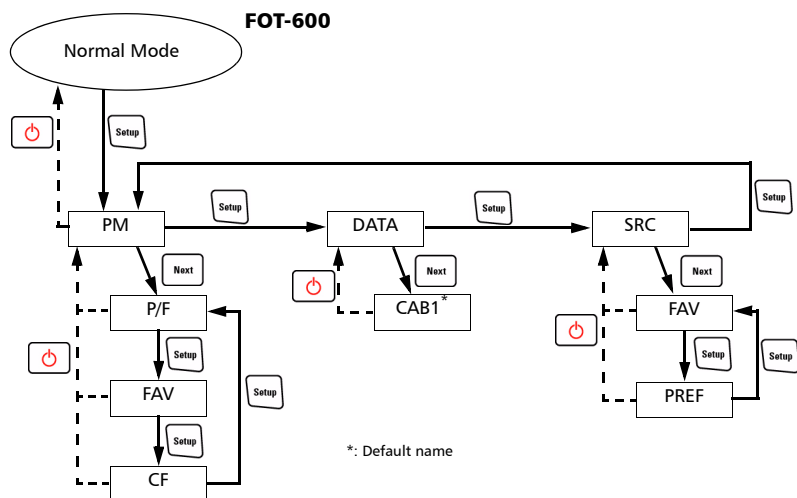 FOT-600
Normal Mode
Setup
Setup
Setup
Setup
PM
DATA
SRC
Next
Next
Next
P/F
CAB1*
FAV
Setup
Setup
Setup
FAV
Setup
PREF
Setup
CF
*: Default name